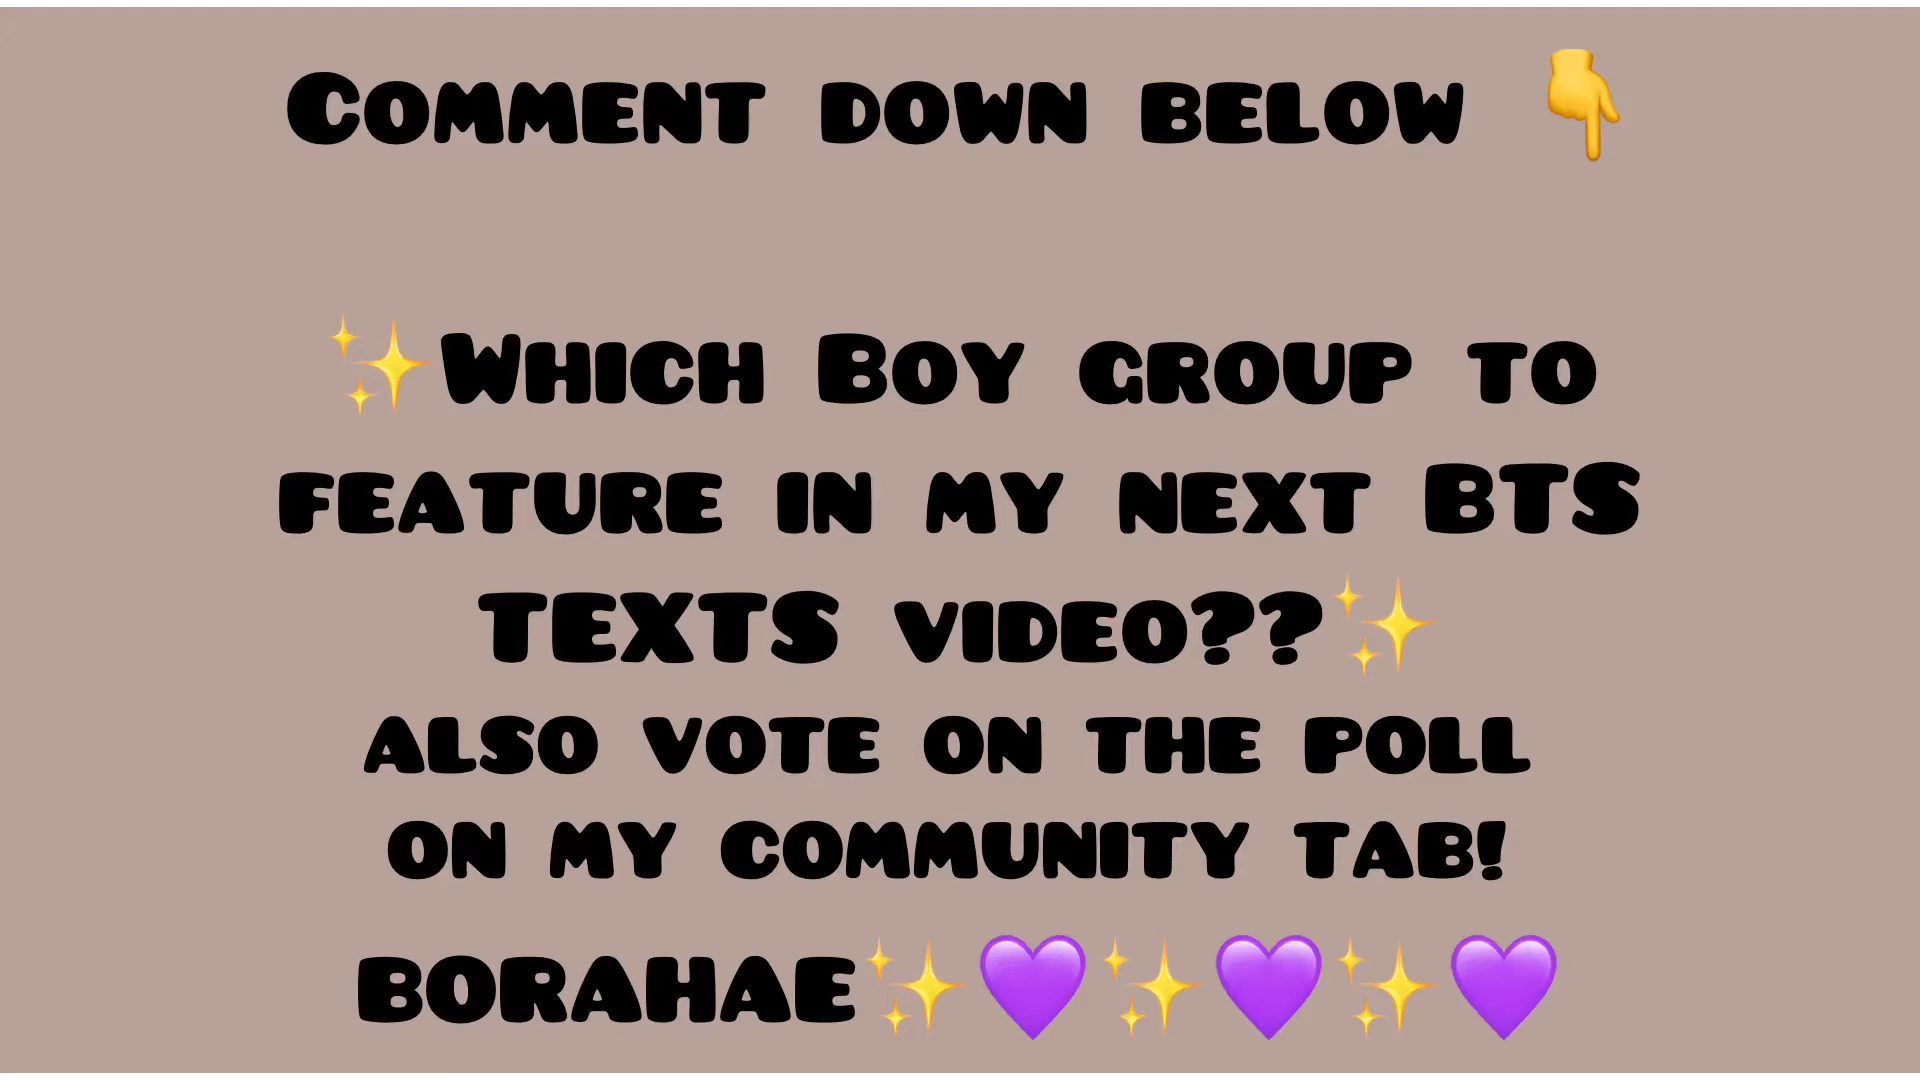 Comment down below 👇
✨Which Boy group to
feature in my next BTS
TEXTS video??✨
also vote on the poll
on my community tab!
borahae✨💜✨💜✨💜